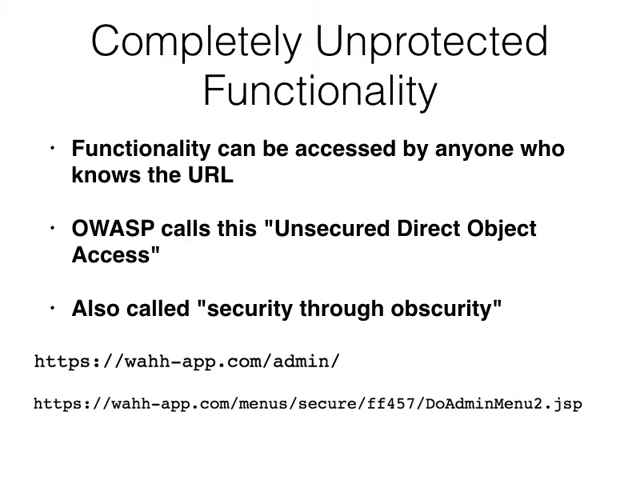 Completely Unprotected
Functionality
• Functionality can be accessed by anyone who
knows the URL
• OWASP calls this "Unsecured Direct Object
Access"
• Also called "security through obscurity"
https://wahh-app.com/admin/
https://wahh-app.com/menus/secure/ff457/DoAdminMenu2.jsp